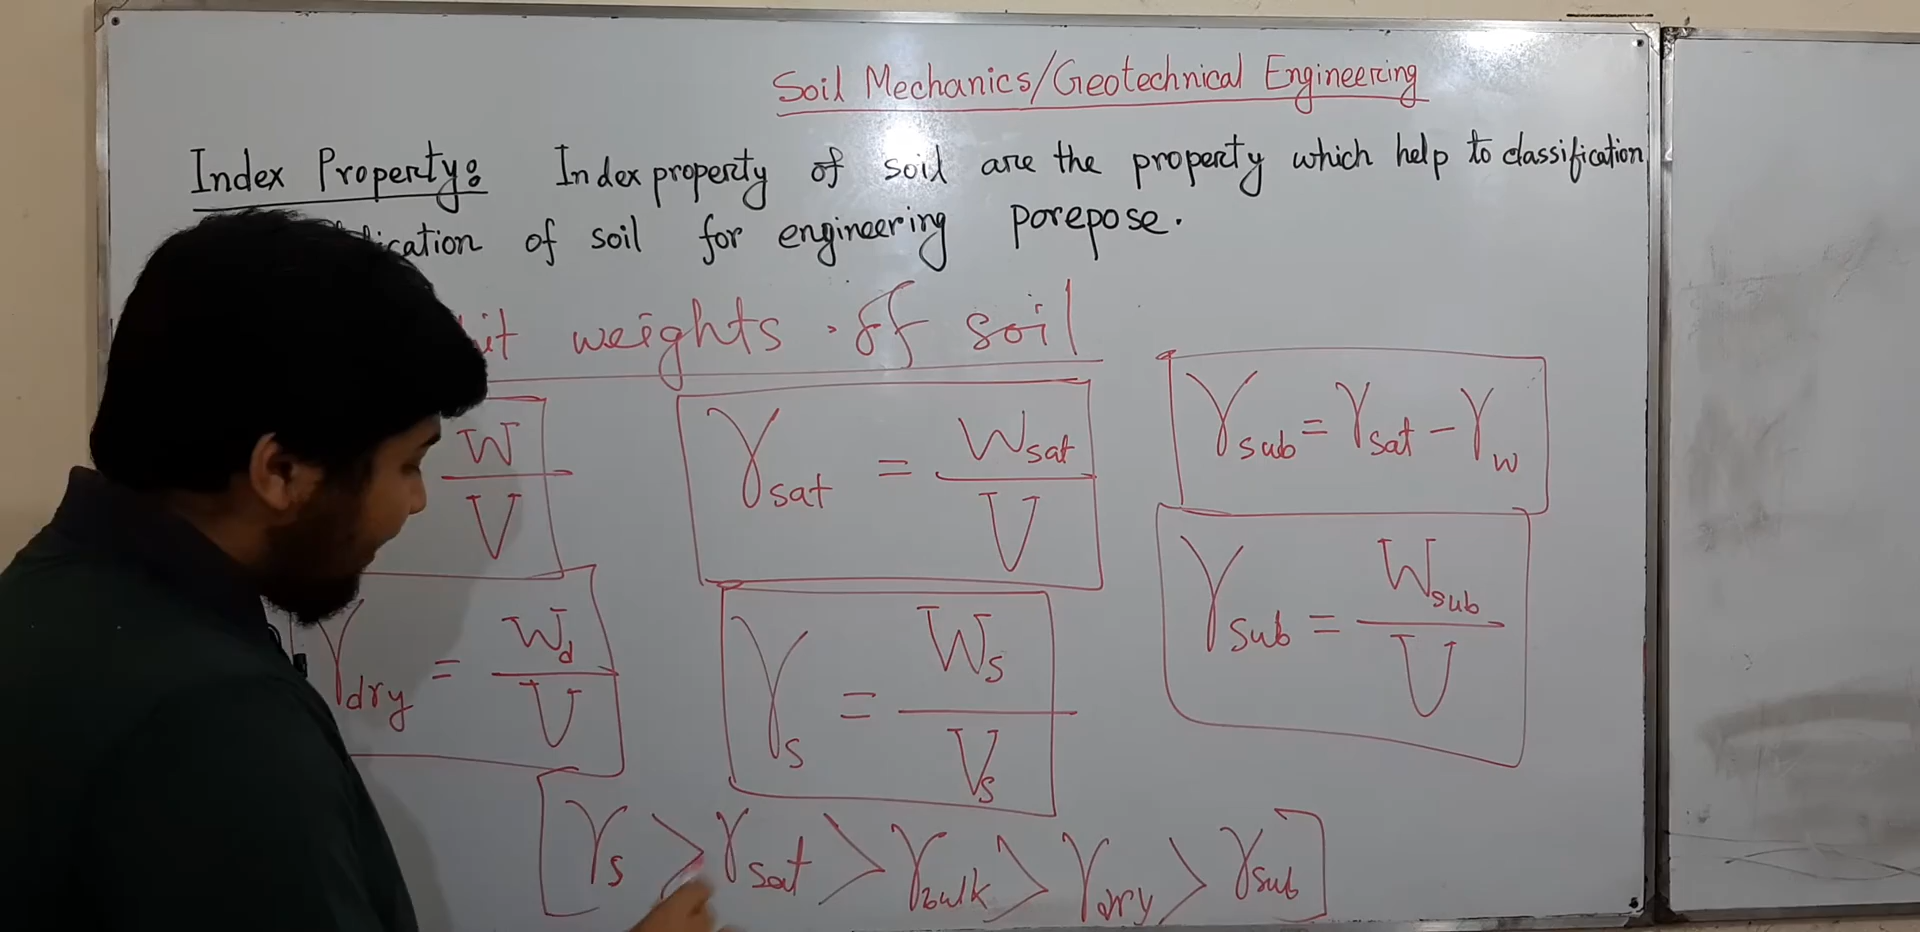 Soil Mechanics/Geotechnical Engineering
Index Property: Index property of soil are the property which help to classification
of soil for engineering porepose.
weights of soil
W/V
γsat = Wsat/V
γsub = γsat - γw
γdry = Wd/V
γs = Ws/Vs
γsub = Wsub/V
γs > γsat > γbulk > γdry > γsub